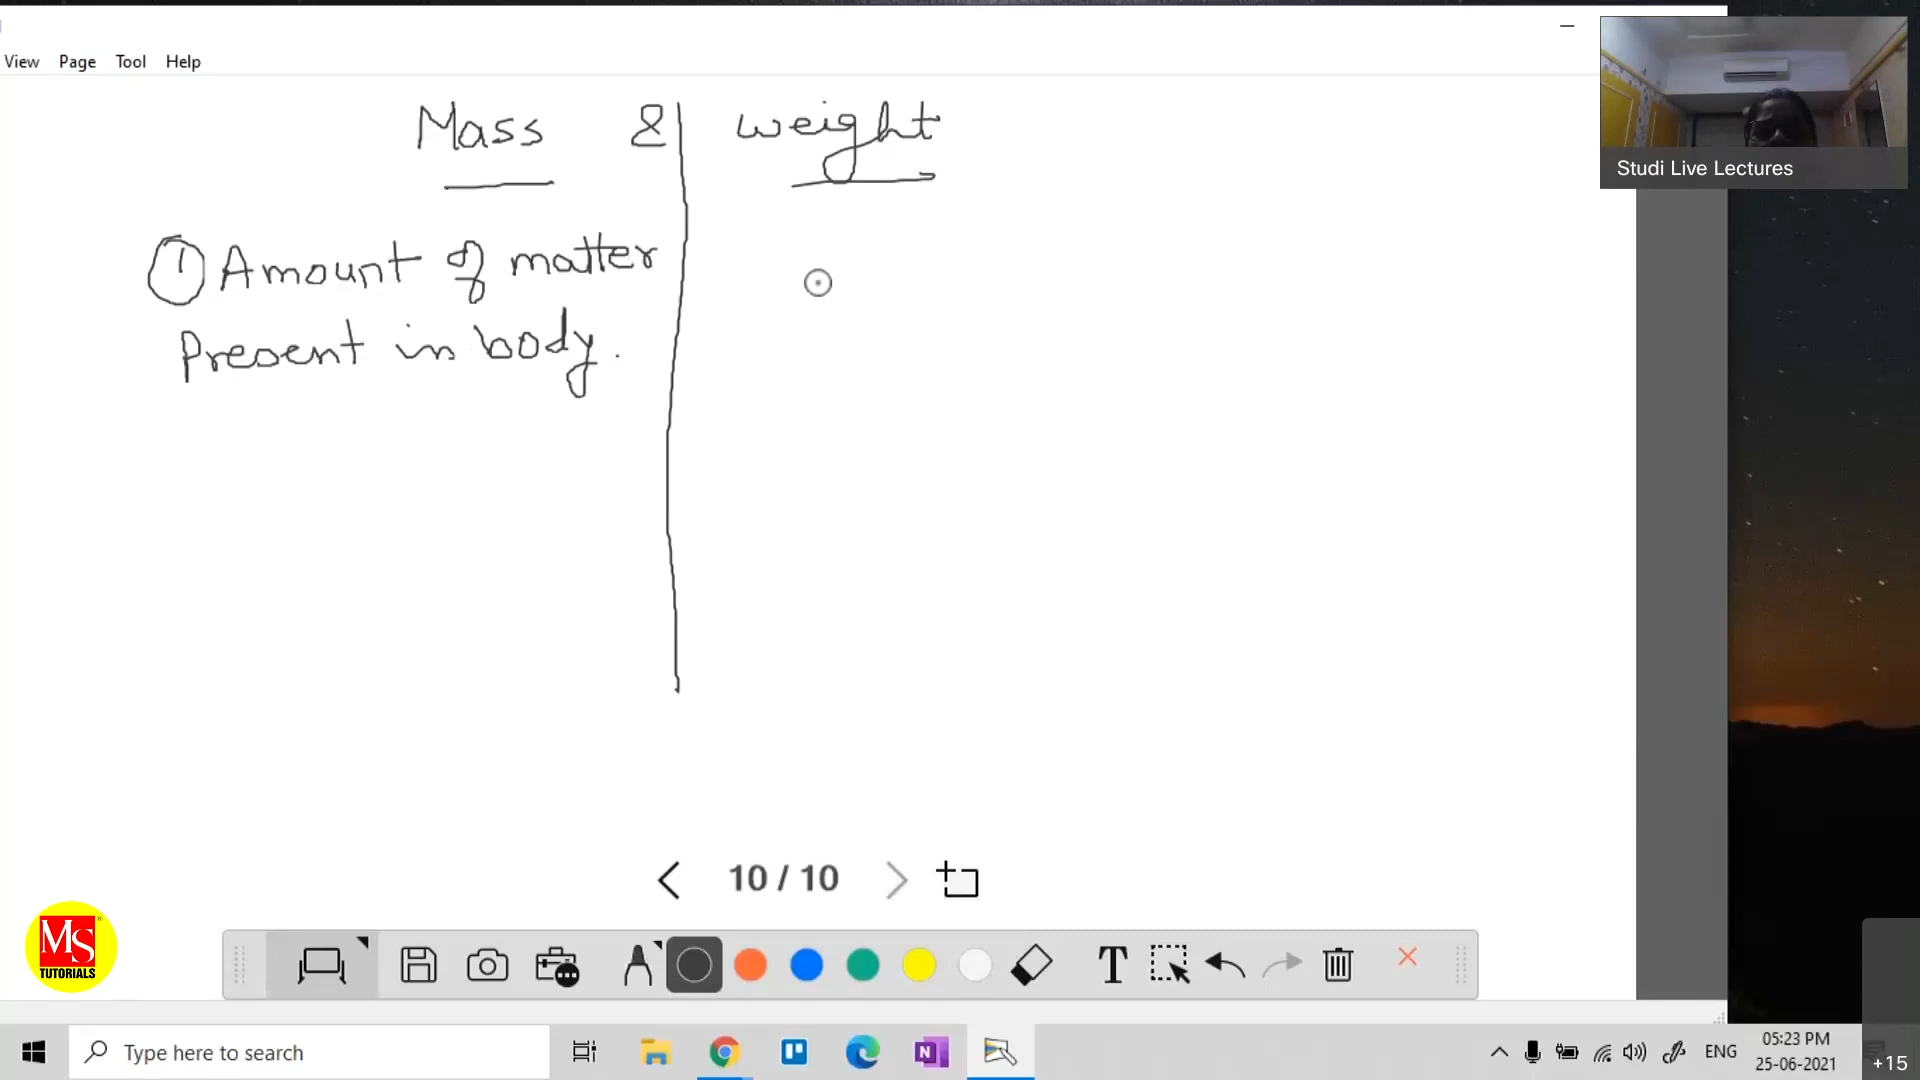 View Page Tool Help
Studi Live Lectures
Mass & weight
① Amount of matter
Present in body.
10 / 10
MS
TUTORIALS
T
Type here to search
N
ENG
05:23 PM
25-06-2021
+15